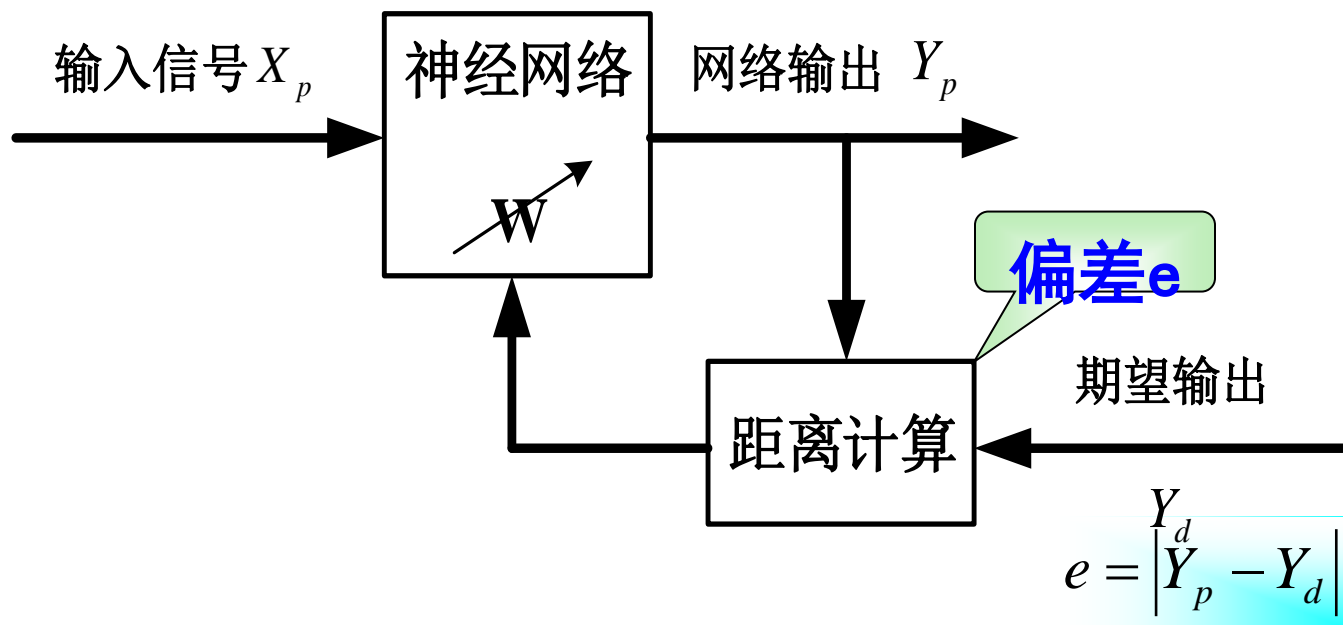 输入信号 X_p
神经网络
W
网络输出 Y_p
偏差e
期望输出
距离计算
Y_d
e = |Y_p − Y_d|